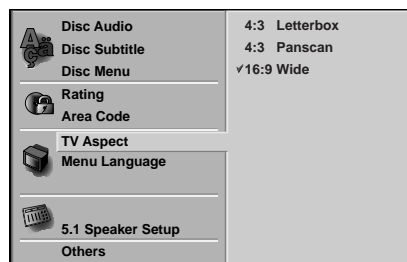 Disc Audio
Disc Subtitle
Disc Menu
Rating
Area Code
TV Aspect
Menu Language
5.1 Speaker Setup
Others
4:3 Letterbox
4:3 Panscan
✓16:9 Wide